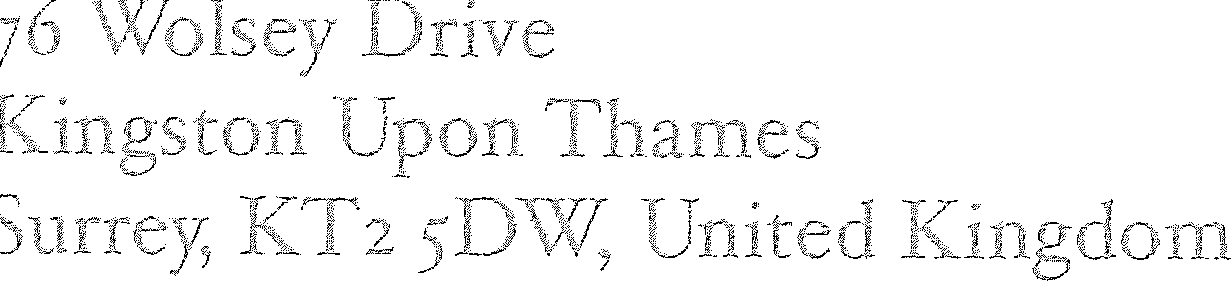 76 Wolsey Drive
Kingston Upon Thames
Surrey, KT2 5DW, United Kingdom